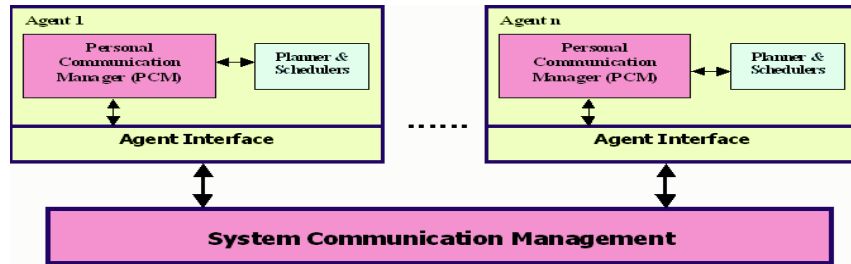 Agent 1
Personal
Communication
Manager (PCM)
Planner &
Schedulers
Agent Interface
Agent n
Personal
Communication
Manager (PCM)
Planner &
Schedulers
Agent Interface
......
System Communication Management